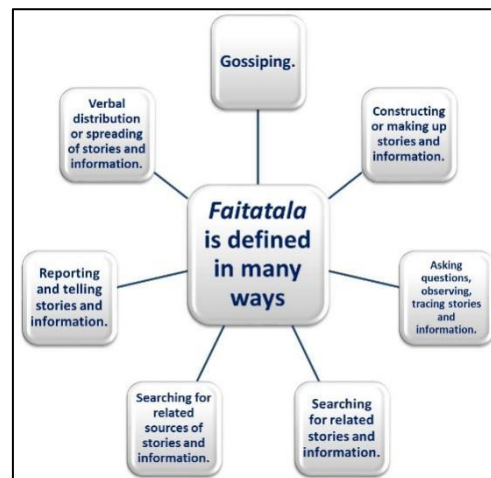 Gossiping.
Constructing
or making up
stories and
information.
Asking
questions,
observing,
tracing stories
and
information.
Searching
for related
stories and
information.
Searching for
related
sources of
stories and
information.
Reporting
and telling
stories and
information.
Verbal
distribution
or spreading
of stories and
information.
Faitatala
is defined
in many
ways